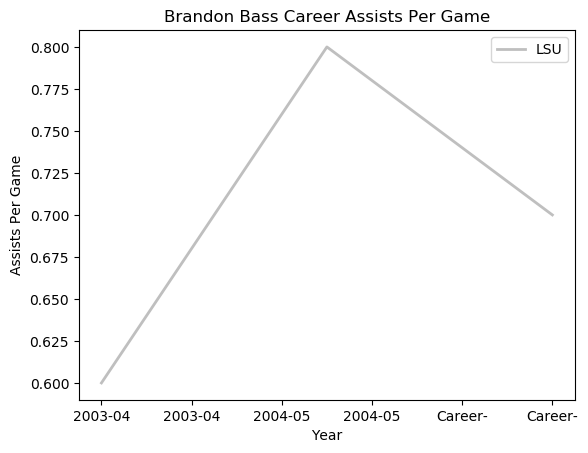 Brandon Bass Career Assists Per Game
LSU
0.800
0.775
0.750
0.725
0.700
0.675
0.650
0.625
0.600
Assists Per Game
2003-04 2003-04 2004-05 2004-05 Career- Career-
Year